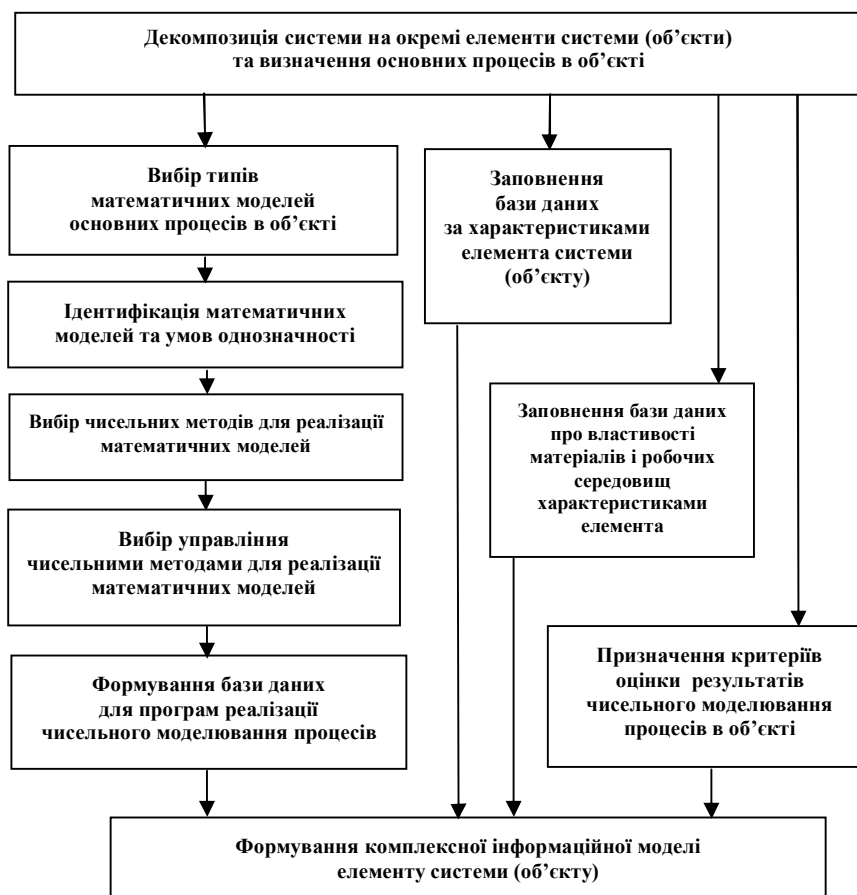 Декомпозиція системи на окремі елементи системи (об’єкти)
та визначення основних процесів в об’єкті
Вибір типів
математичних моделей
основних процесів в об’єкті
Ідентифікація математичних
моделей та умов однозначності
Вибір чисельних методів для реалізації
математичних моделей
Вибір управління
чисельними методами для реалізації
математичних моделей
Формування бази даних
для програм реалізації
чисельного моделювання процесів
Заповнення
бази даних
за характеристиками
елемента системи
(об’єкту)
Заповнення бази даних
про властивості
матеріалів і робочих
середовищ
характеристиками
елемента
Призначення критеріїв
оцінки результатів
чисельного моделювання
процесів в об’єкті
Формування комплексної інформаційної моделі
елементу системи (об’єкту)